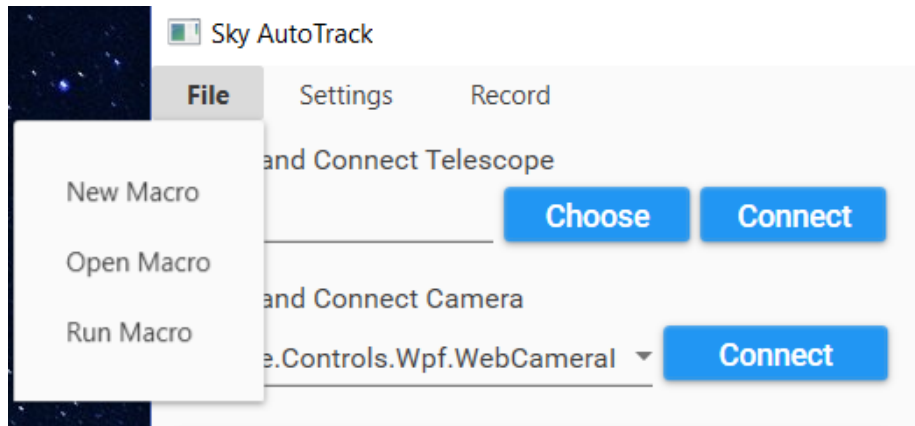 Sky AutoTrack
File Settings Record
and Connect Telescope
Choose Connect
New Macro
Open Macro
Run Macro
and Connect Camera
e.Controls.Wpf.WebCameraI
Connect